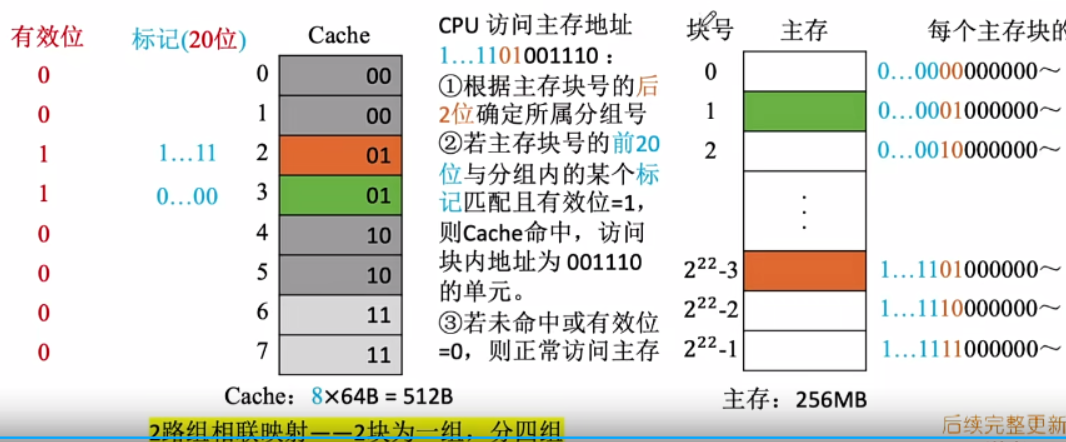 有效位
标记(20位)
Cache
0
0
00
0
1
00
1
1…11
2
01
1
0…00
3
01
0
4
10
0
5
10
0
6
11
0
7
11
Cache：8×64B = 512B
2路组相联映射——2块为一组，分四组
CPU 访问主存地址
1…1101001110：
①根据主存块号的后
2位确定所属分组号
②若主存块号的前20
位与分组内的某个标
记匹配且有效位=1，
则Cache命中，访问
块内地址为 001110
的单元。
③若未命中或有效位
=0，则正常访问主存
块号
主存
每个主存块的
0
0…0000000000～
1
0…0001000000～
2
0…0010000000～
2²²-3
1…1101000000～
2²²-2
1…1110000000～
2²²-1
1…1111000000～
主存：256MB
后续完整更新